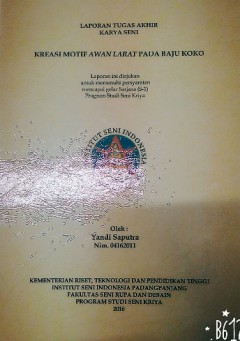 LAPORAN TUGAS AKHIR
KARYA SENI
KREASI MOTIF AWAN LARAT PADA BAJU KOKO
Laporan ini diajukan
untuk memenuhi persyaratan
mencapai gelar Sarjana (S-1)
Program Studi Seni Kriya
INSTITUT SENI INDONESIA
Oleh :
Yandi Saputra
Nim. 04162011
KEMENTERIAN RISET, TEKNOLOGI DAN PENDIDIKAN TINGGI
INSTITUT SENI INDONESIA PADANGPANJANG
FAKULTAS SENI RUPA DAN DESAIN
PROGRAM STUDI SENI KRIYA
2016
B612